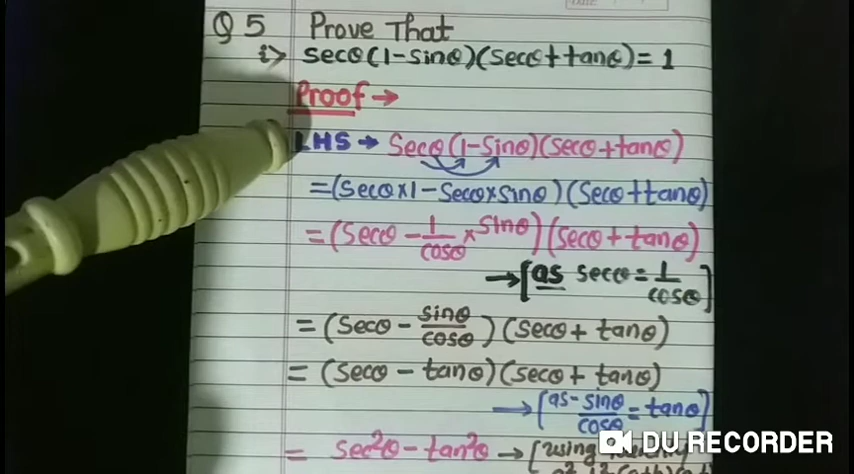 Q 5 Prove That
i> secθ(1-sinθ)(secθ+tanθ)=1
Proof →
LHS → Secθ(1-Sinθ)(secθ+tanθ)
=(Secθ×1-Secθ×sinθ)(Secθ+tanθ)
=(Secθ - 1/cosθ × sinθ)(Secθ+tanθ)
→[as secθ=1/cosθ]
=(Secθ - sinθ/cosθ)(secθ+ tanθ)
=(secθ - tanθ)(secθ+ tanθ)
→[as - sinθ/cosθ = tanθ]
= sec²θ - tan²θ →[using
DU RECORDER